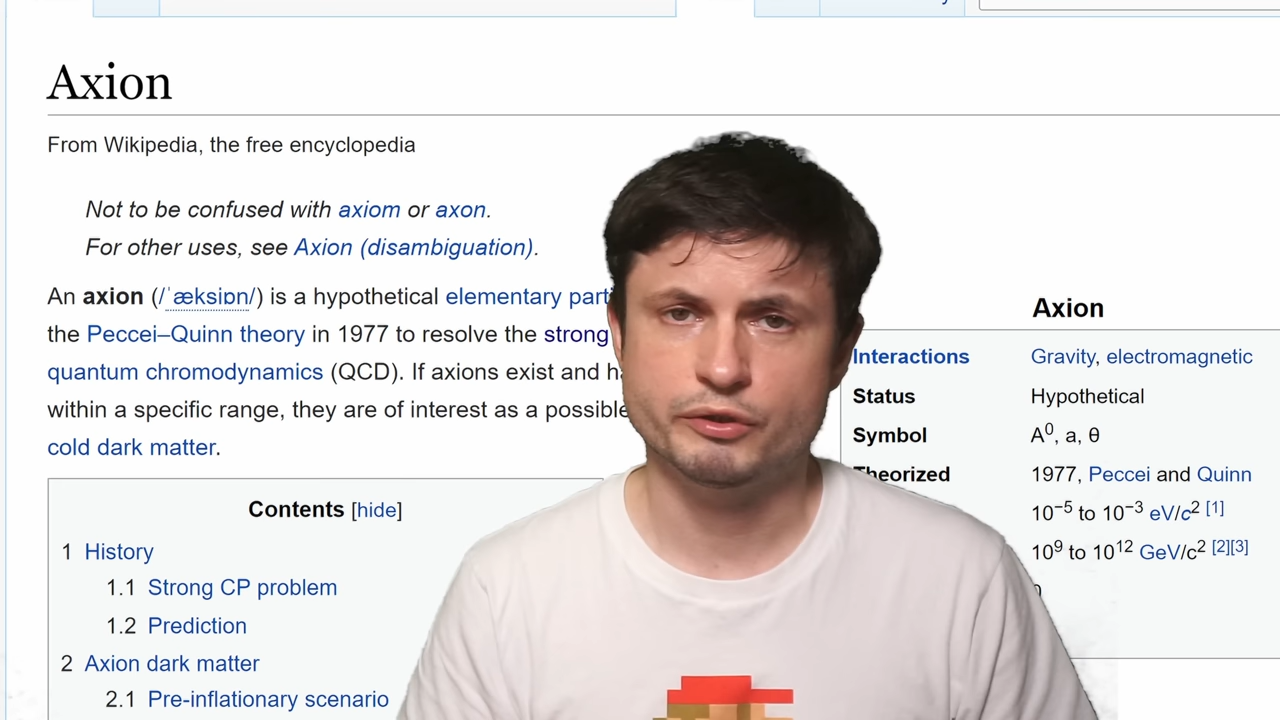 Axion
From Wikipedia, the free encyclopedia
Not to be confused with axiom or axon.
For other uses, see Axion (disambiguation).
An axion (/ˈæksiɒn/) is a hypothetical elementary parti
the Peccei–Quinn theory in 1977 to resolve the strong
quantum chromodynamics (QCD). If axions exist and h
within a specific range, they are of interest as a possible
cold dark matter.
Contents [hide]
1 History
1.1 Strong CP problem
1.2 Prediction
2 Axion dark matter
2.1 Pre-inflationary scenario
Axion
Interactions Gravity, electromagnetic
Status Hypothetical
Symbol A⁰, a, θ
Theorized 1977, Peccei and Quinn
10⁻⁵ to 10⁻³ eV/c² [1]
10⁹ to 10¹² GeV/c² [2][3]
0